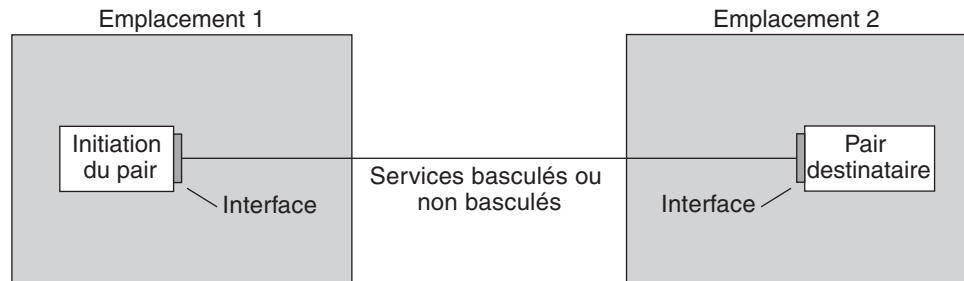 Emplacement 1
Emplacement 2
Initiation
du pair
Interface
Services basculés ou
non basculés
Pair
destinataire
Interface